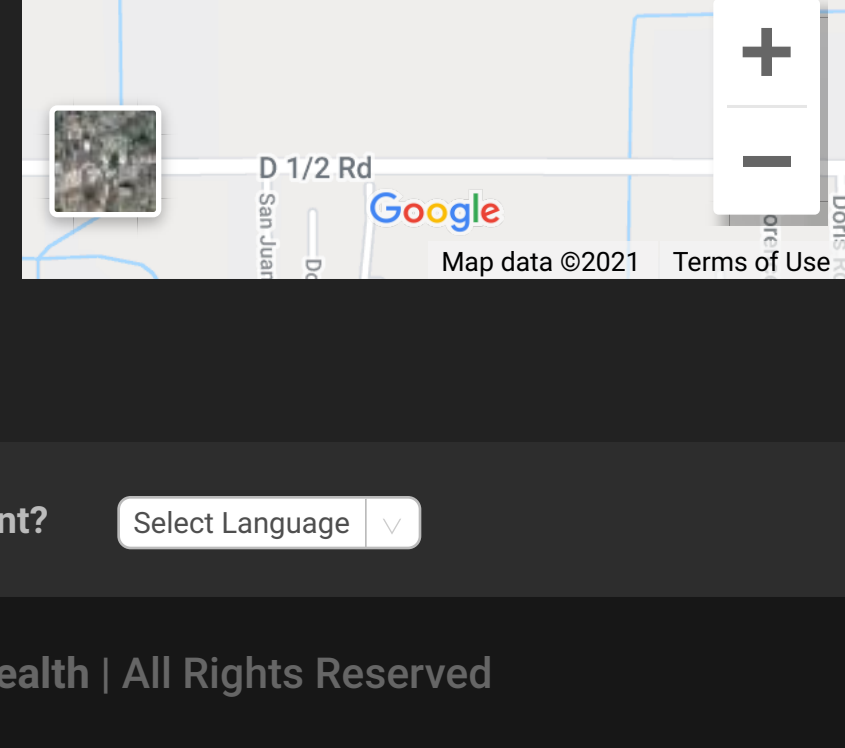 D 1/2 Rd
San Juan
Google
Map data ©2021
Terms of Use
nt?
Select Language
ealth | All Rights Reserved